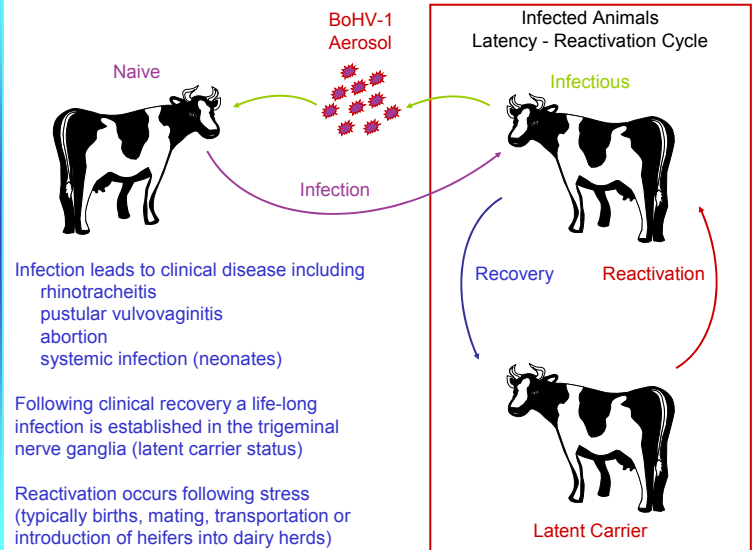 BoHV-1
Aerosol
Infected Animals
Latency - Reactivation Cycle
Naive
Infectious
Infection
Infection leads to clinical disease including
rhinotracheitis
pustular vulvovaginitis
abortion
systemic infection (neonates)
Recovery
Reactivation
Following clinical recovery a life-long
infection is established in the trigeminal
nerve ganglia (latent carrier status)
Reactivation occurs following stress
(typically births, mating, transportation or
introduction of heifers into dairy herds)
Latent Carrier